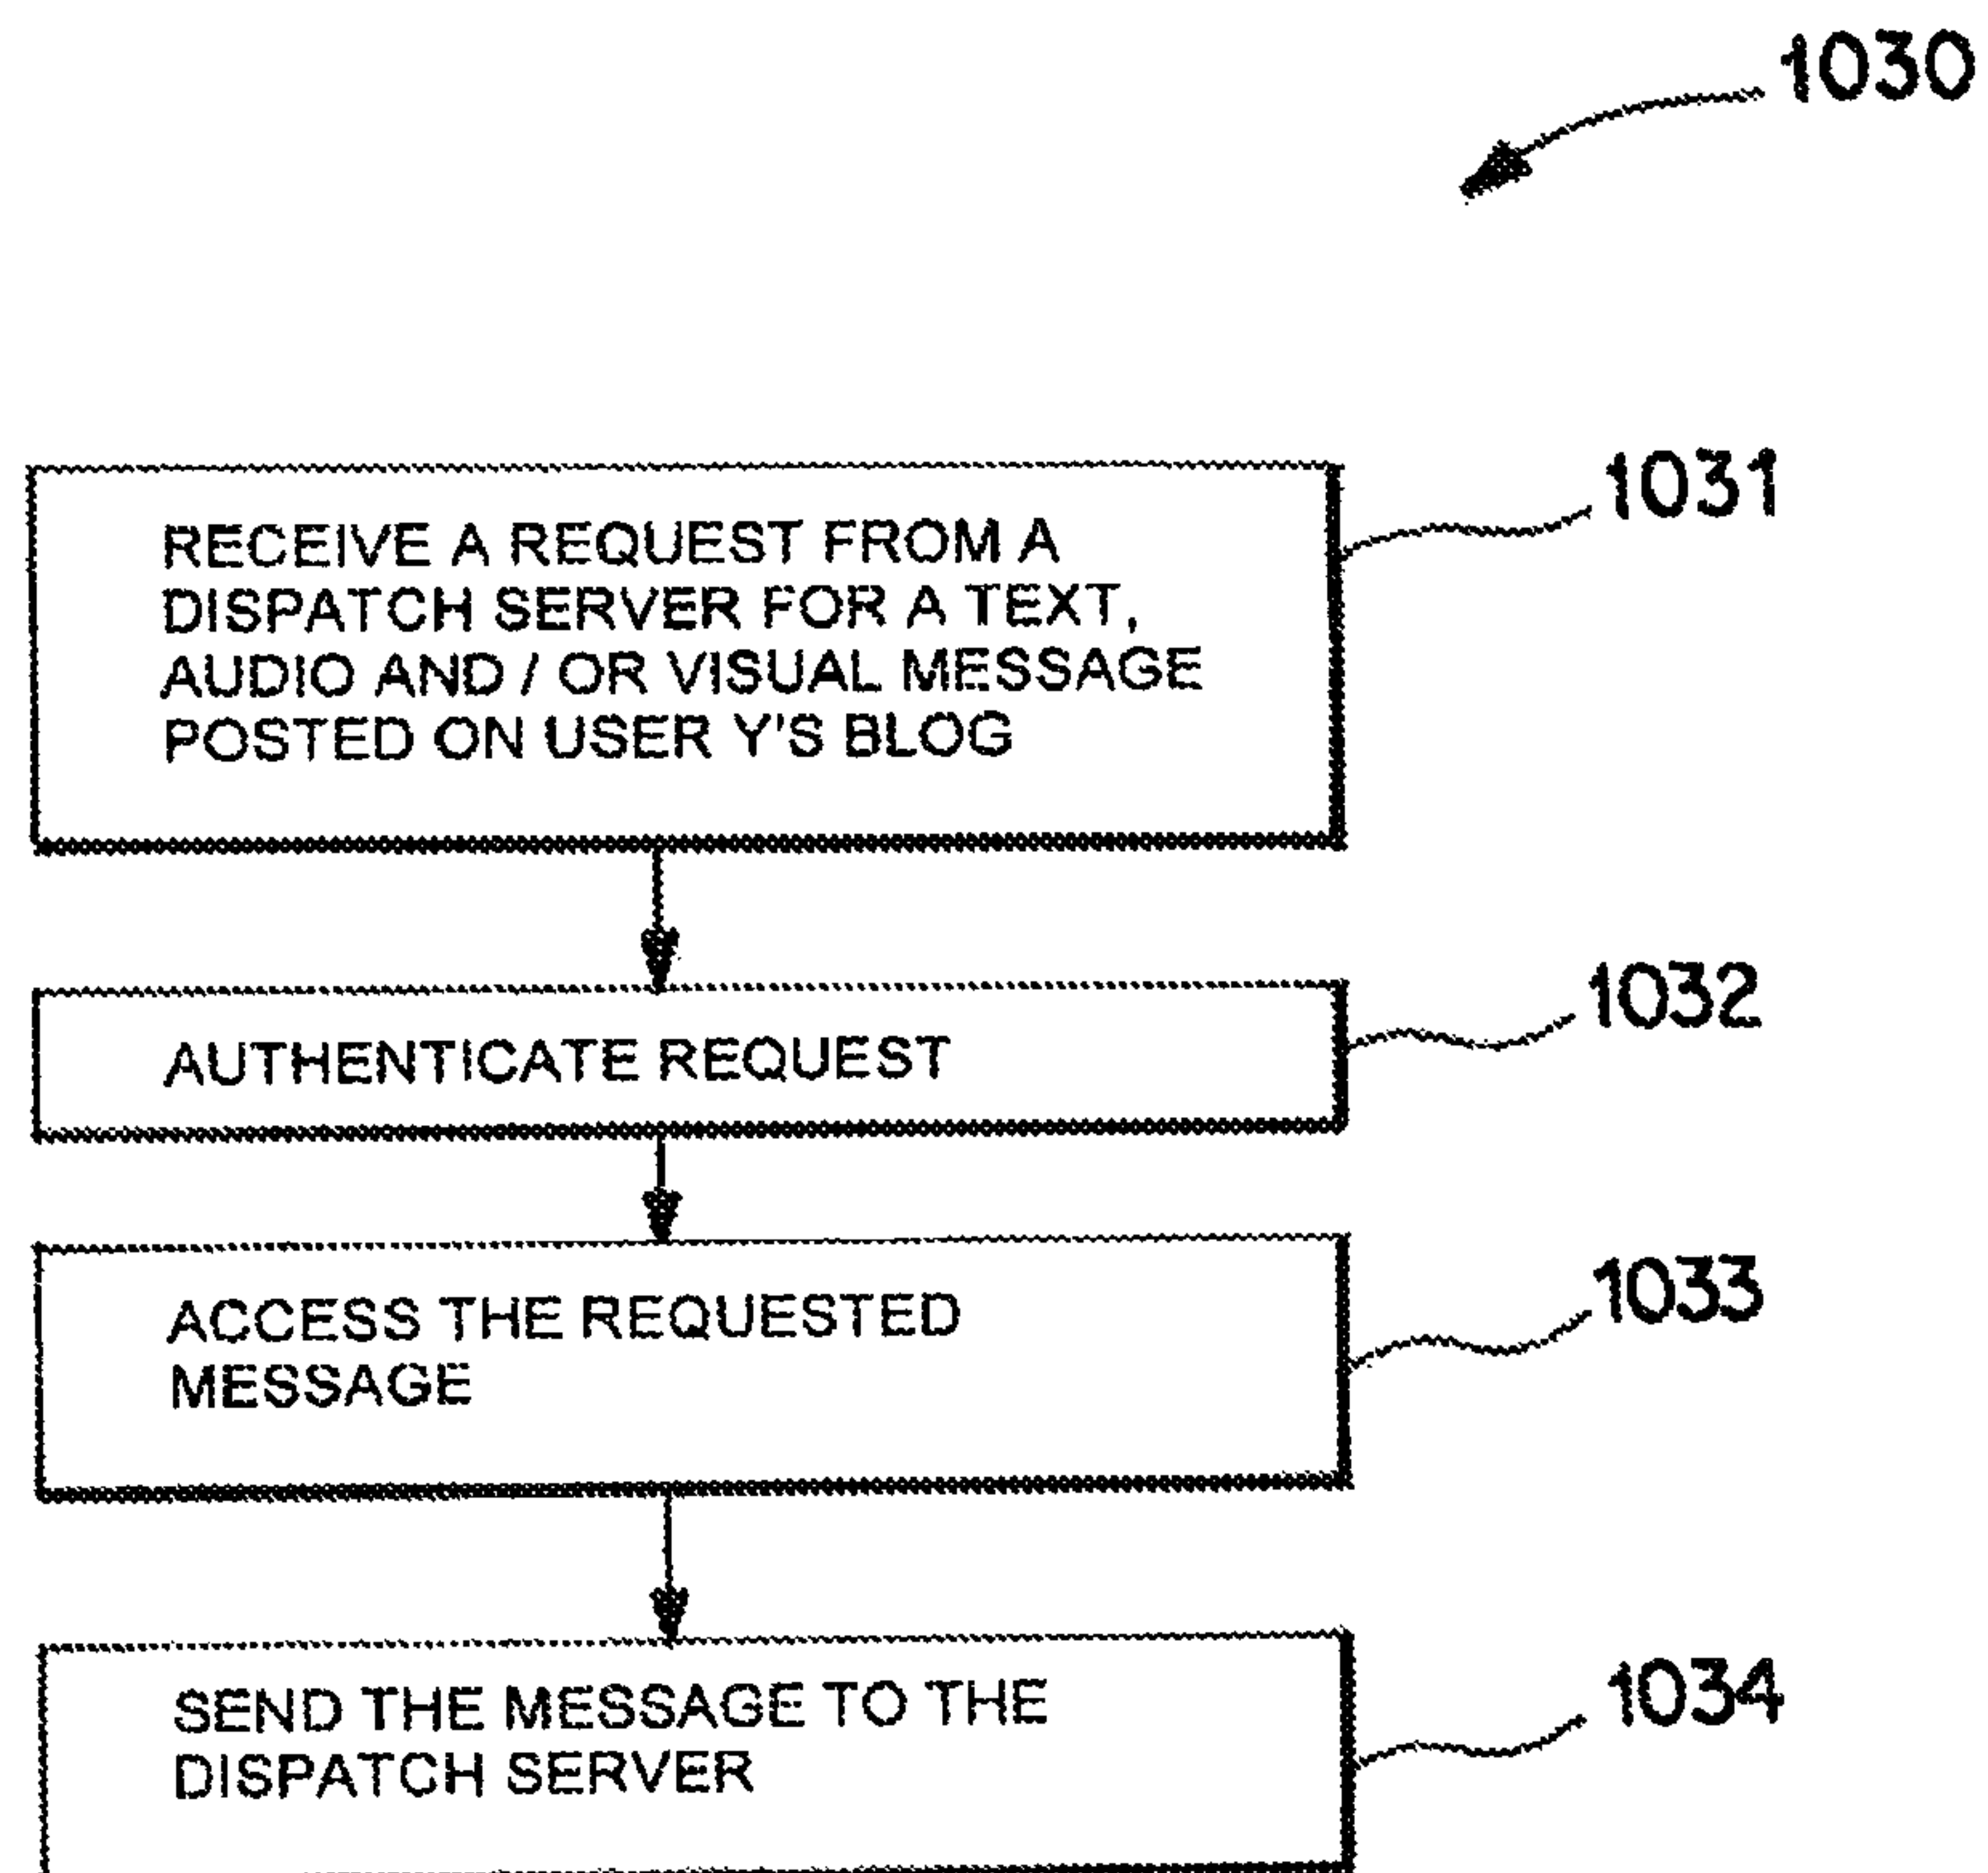 1030
RECEIVE A REQUEST FROM A
DISPATCH SERVER FOR A TEXT,
AUDIO AND / OR VISUAL MESSAGE
POSTED ON USER Y'S BLOG
1031
AUTHENTICATE REQUEST
1032
ACCESS THE REQUESTED
MESSAGE
1033
SEND THE MESSAGE TO THE
DISPATCH SERVER
1034